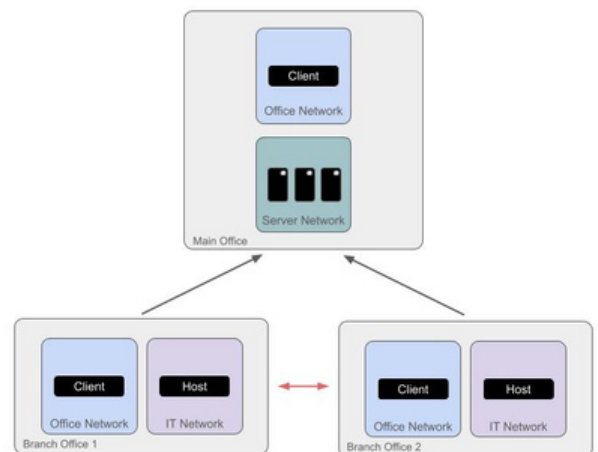 Client
Office Network
Server Network
Main Office
Client
Office Network
Host
IT Network
Branch Office 1
Client
Office Network
Host
IT Network
Branch Office 2